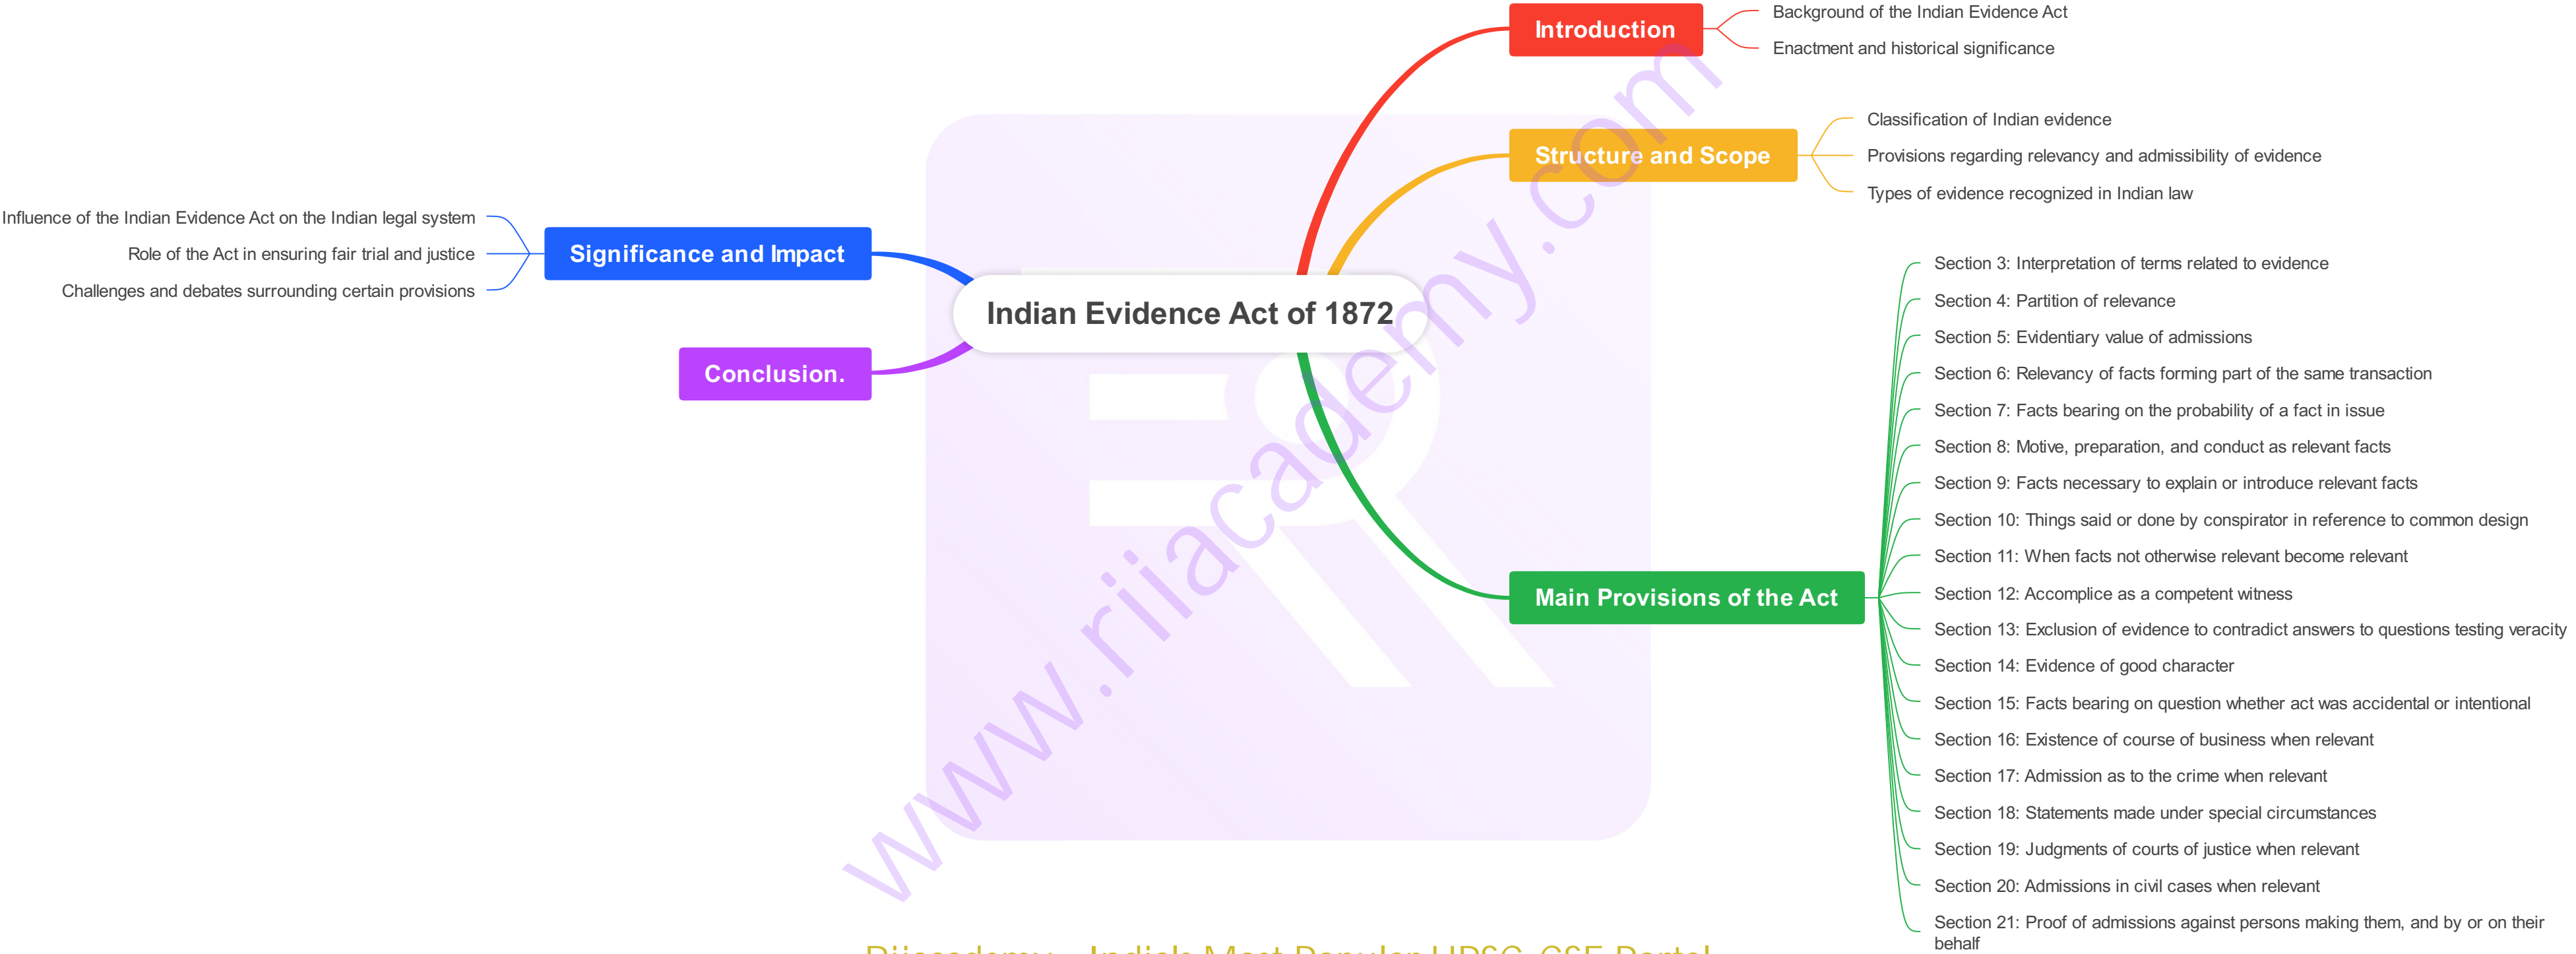 Introduction
Background of the Indian Evidence Act
Enactment and historical significance
Structure and Scope
Classification of Indian evidence
Provisions regarding relevancy and admissibility of evidence
Types of evidence recognized in Indian law
Influence of the Indian Evidence Act on the Indian legal system
Role of the Act in ensuring fair trial and justice
Challenges and debates surrounding certain provisions
Significance and Impact
Indian Evidence Act of 1872
Conclusion.
Main Provisions of the Act
Section 3: Interpretation of terms related to evidence
Section 4: Partition of relevance
Section 5: Evidentiary value of admissions
Section 6: Relevancy of facts forming part of the same transaction
Section 7: Facts bearing on the probability of a fact in issue
Section 8: Motive, preparation, and conduct as relevant facts
Section 9: Facts necessary to explain or introduce relevant facts
Section 10: Things said or done by conspirator in reference to common design
Section 11: When facts not otherwise relevant become relevant
Section 12: Accomplice as a competent witness
Section 13: Exclusion of evidence to contradict answers to questions testing veracity
Section 14: Evidence of good character
Section 15: Facts bearing on question whether act was accidental or intentional
Section 16: Existence of course of business when relevant
Section 17: Admission as to the crime when relevant
Section 18: Statements made under special circumstances
Section 19: Judgments of courts of justice when relevant
Section 20: Admissions in civil cases when relevant
Section 21: Proof of admissions against persons making them, and by or on their
behalf
www.riiacademy.com
Riiacademy - India's Most Popular UPSC-CSE Portal